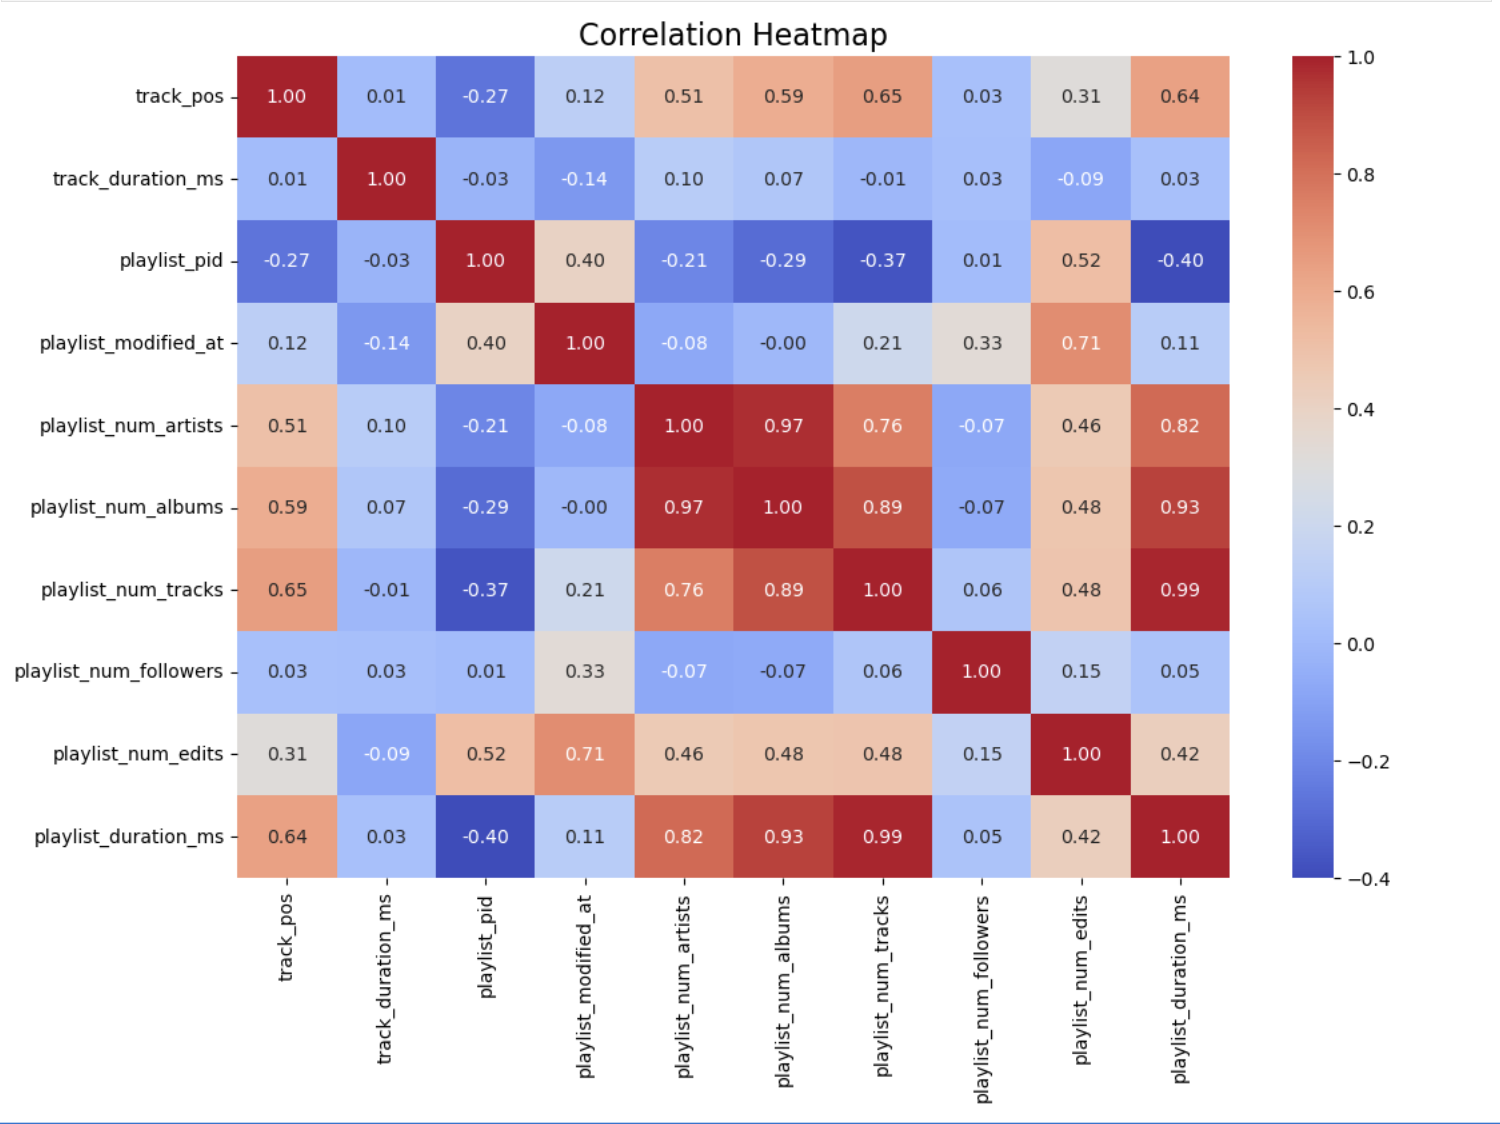 Correlation Heatmap
track_pos 1.00 0.01 -0.27 0.12 0.51 0.59 0.65 0.03 0.31 0.64
track_duration_ms 0.01 1.00 -0.03 -0.14 0.10 0.07 -0.01 0.03 -0.09 0.03
playlist_pid -0.27 -0.03 1.00 0.40 -0.21 -0.29 -0.37 0.01 0.52 -0.40
playlist_modified_at 0.12 -0.14 0.40 1.00 -0.08 -0.00 0.21 0.33 0.71 0.11
playlist_num_artists 0.51 0.10 -0.21 -0.08 1.00 0.97 0.76 -0.07 0.46 0.82
playlist_num_albums 0.59 0.07 -0.29 -0.00 0.97 1.00 0.89 -0.07 0.48 0.93
playlist_num_tracks 0.65 -0.01 -0.37 0.21 0.76 0.89 1.00 0.06 0.48 0.99
playlist_num_followers 0.03 0.03 0.01 0.33 -0.07 -0.07 0.06 1.00 0.15 0.05
playlist_num_edits 0.31 -0.09 0.52 0.71 0.46 0.48 0.48 0.15 1.00 0.42
playlist_duration_ms 0.64 0.03 -0.40 0.11 0.82 0.93 0.99 0.05 0.42 1.00
track_pos
track_duration_ms
playlist_pid
playlist_modified_at
playlist_num_artists
playlist_num_albums
playlist_num_tracks
playlist_num_followers
playlist_num_edits
playlist_duration_ms
1.0
0.8
0.6
0.4
0.2
0.0
−0.2
−0.4